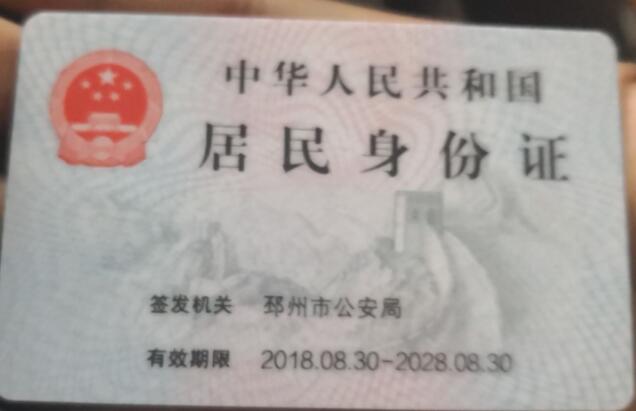 中华人民共和国
居民身份证
签发机关 邳州市公安局
有效期限 2018.08.30-2028.08.30